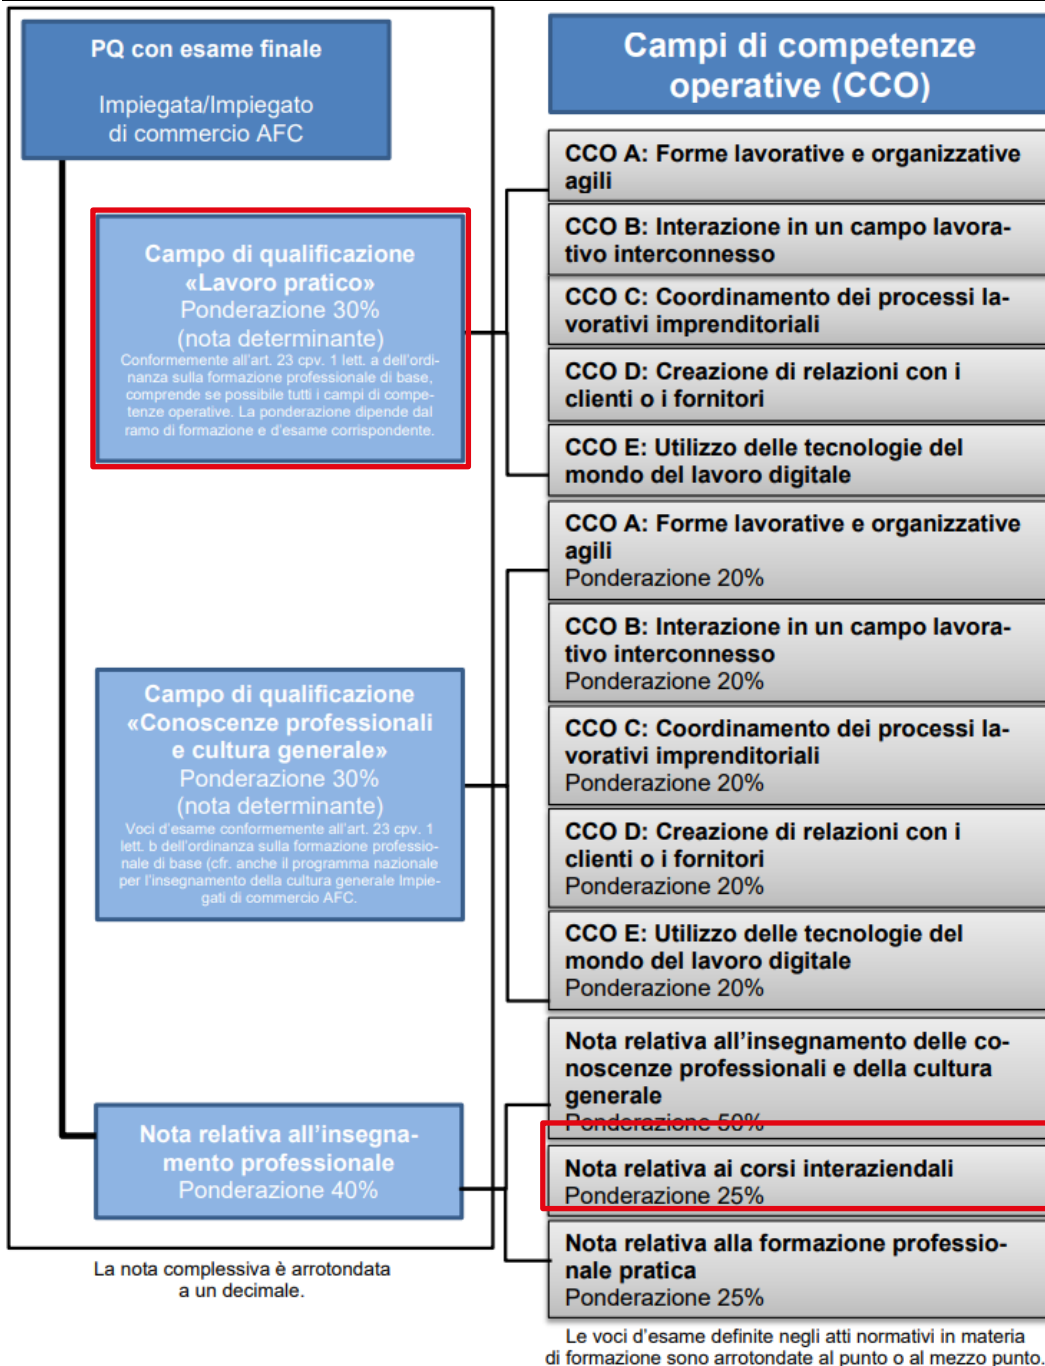 PQ con esame finale
Impiegata/Impiegato
di commercio AFC
Campo di qualificazione
«Lavoro pratico»
Ponderazione 30%
(nota determinante)
Conformemente all'art. 23 cpv. 1 lett. a dell'ordi-
nanza sulla formazione professionale di base,
comprende se possibile tutti i campi di compe-
tenze operative. La ponderazione dipende dal
ramo di formazione e d'esame corrispondente.
Campo di qualificazione
«Conoscenze professionali
e cultura generale»
Ponderazione 30%
(nota determinante)
Voci d'esame conformemente all'art. 23 cpv. 1
lett. b dell'ordinanza sulla formazione professio-
nale di base (cfr. anche il programma nazionale
per l'insegnamento della cultura generale Impie-
gati di commercio AFC.
Nota relativa all'insegna-
mento professionale
Ponderazione 40%
La nota complessiva è arrotondata
a un decimale.
Campi di competenze
operative (CCO)
CCO A: Forme lavorative e organizzative
agili
CCO B: Interazione in un campo lavora-
tivo interconnesso
CCO C: Coordinamento dei processi la-
vorativi imprenditoriali
CCO D: Creazione di relazioni con i
clienti o i fornitori
CCO E: Utilizzo delle tecnologie del
mondo del lavoro digitale
CCO A: Forme lavorative e organizzative
agili
Ponderazione 20%
CCO B: Interazione in un campo lavora-
tivo interconnesso
Ponderazione 20%
CCO C: Coordinamento dei processi la-
vorativi imprenditoriali
Ponderazione 20%
CCO D: Creazione di relazioni con i
clienti o i fornitori
Ponderazione 20%
CCO E: Utilizzo delle tecnologie del
mondo del lavoro digitale
Ponderazione 20%
Nota relativa all'insegnamento delle co-
noscenze professionali e della cultura
generale
Ponderazione 50%
Nota relativa ai corsi interaziendali
Ponderazione 25%
Nota relativa alla formazione professio-
nale pratica
Ponderazione 25%
Le voci d'esame definite negli atti normativi in materia
di formazione sono arrotondate al punto o al mezzo punto.